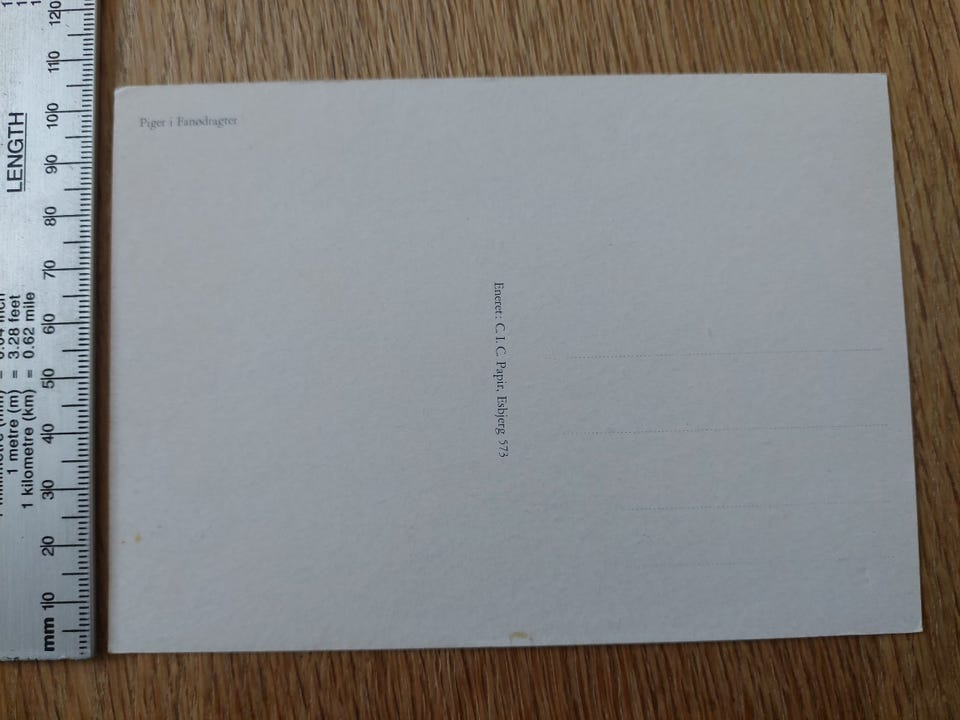 Piger i Fanødragter
Eneret: C. I. C. Papir, Esbjerg 573
LENGTH
1 metre (m) = 3.28 feet
1 kilometre (km) = 0.62 mile
mm 10 20 30 40 50 60 70 80 90 100 110 120